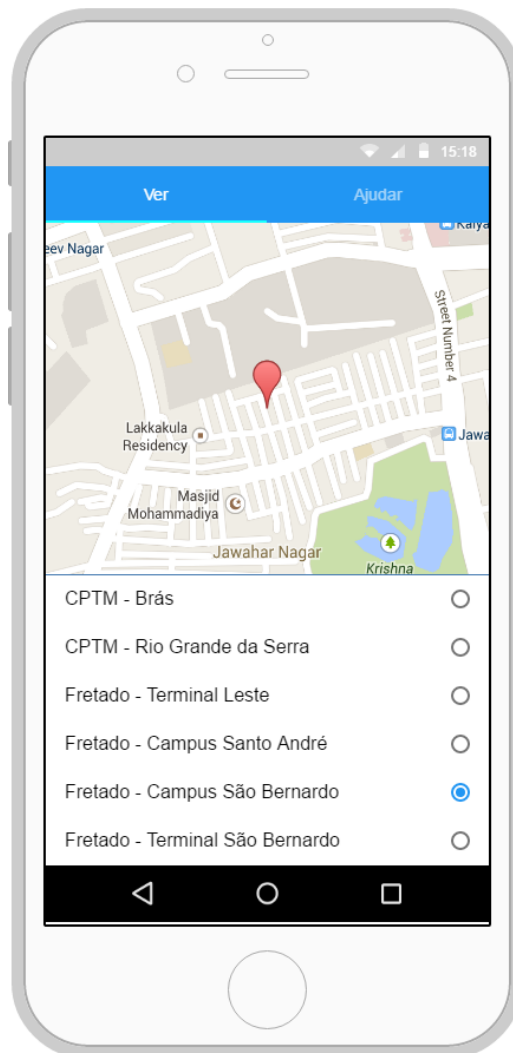 15:18
Ver
Ajudar
Kalya
eev Nagar
Street Number 4
Lakkakula
Residency
Jawa
Masjid
Mohammadiya
Jawahar Nagar
Krishna
CPTM - Brás
CPTM - Rio Grande da Serra
Fretado - Terminal Leste
Fretado - Campus Santo André
Fretado - Campus São Bernardo
Fretado - Terminal São Bernardo